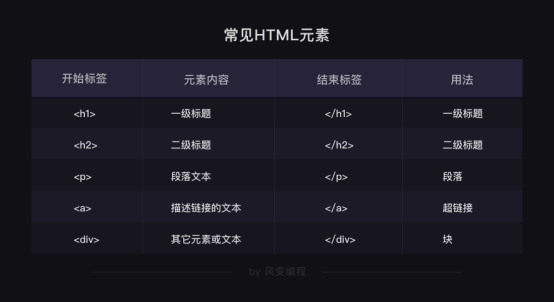 常见HTML元素
开始标签 元素内容 结束标签 用法
<h1> 一级标题 </h1> 一级标题
<h2> 二级标题 </h2> 二级标题
<p> 段落文本 </p> 段落
<a> 描述链接的文本 </a> 超链接
<div> 其它元素或文本 </div> 块
by 风变编程